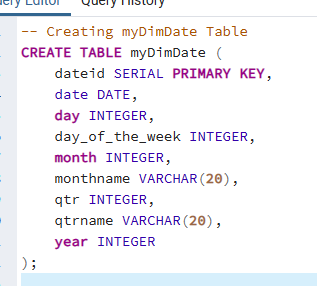 ery Editor Query History
-- Creating myDimDate Table
CREATE TABLE myDimDate (
dateid SERIAL PRIMARY KEY,
date DATE,
day INTEGER,
day_of_the_week INTEGER,
month INTEGER,
monthname VARCHAR(20),
qtr INTEGER,
qtrname VARCHAR(20),
year INTEGER
);